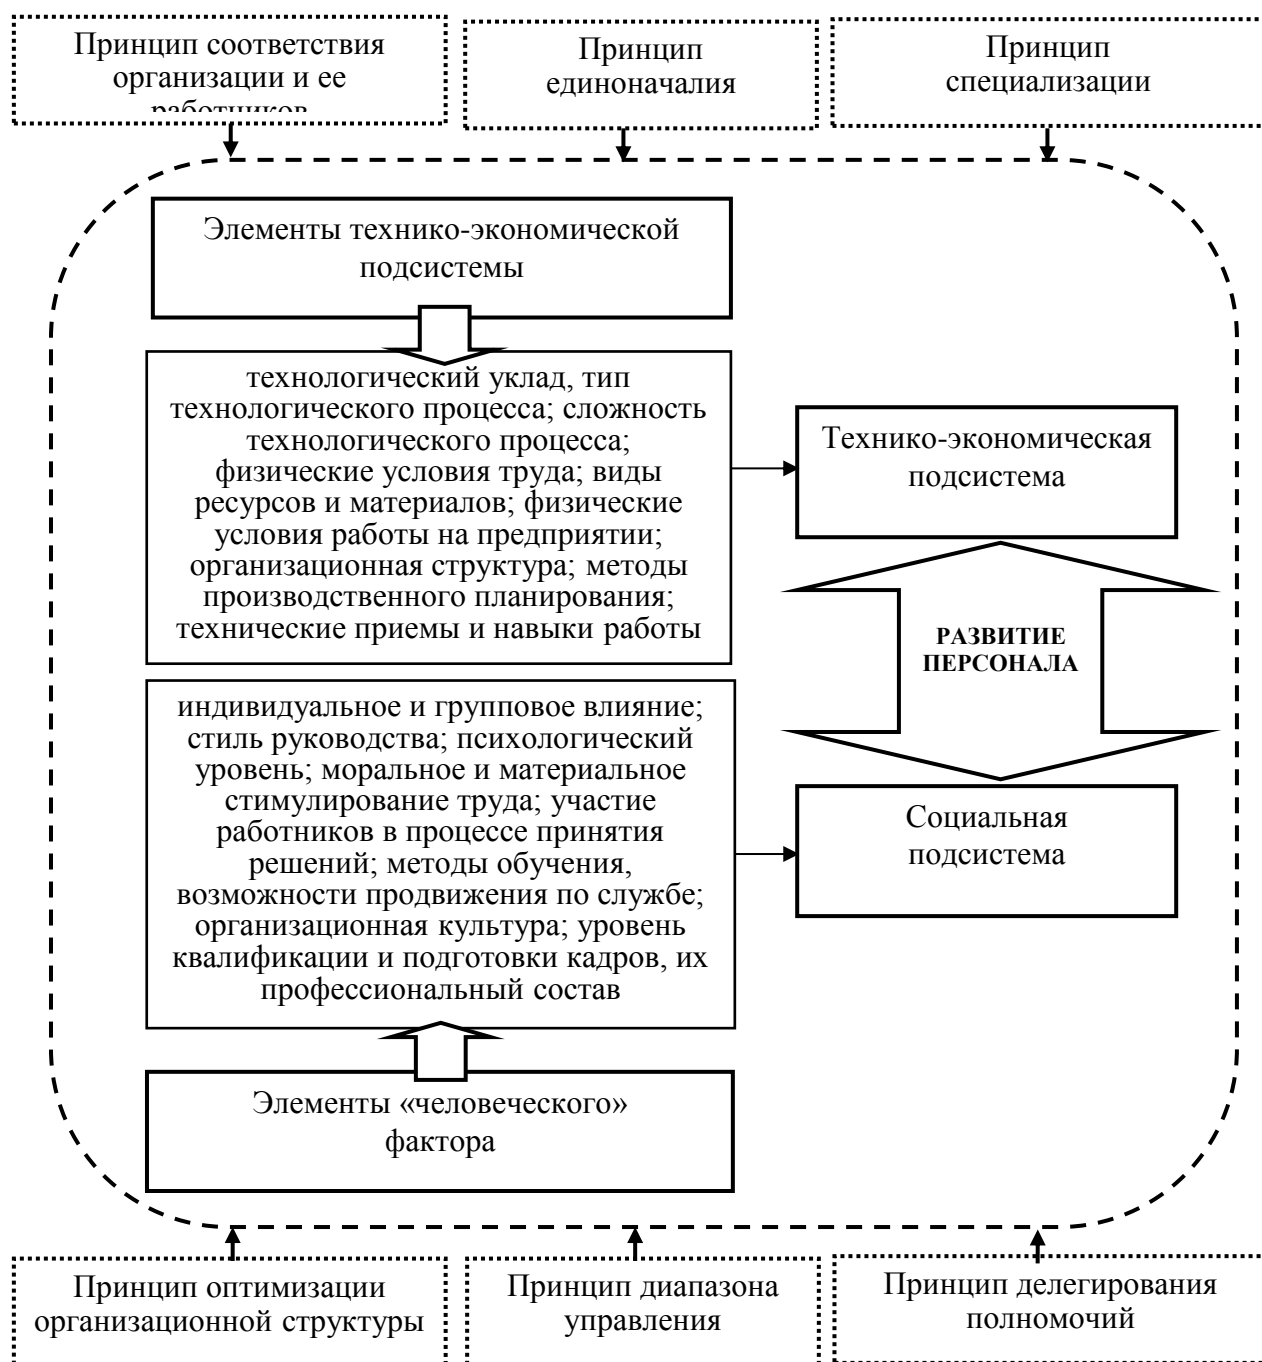 Принцип соответствия
организации и ее
работников
Принцип
единоначалия
Принцип
специализации
Элементы технико-экономической
подсистемы
технологический уклад, тип
технологического процесса; сложность
технологического процесса;
физические условия труда; виды
ресурсов и материалов; физические
условия работы на предприятии;
организационная структура; методы
производственного планирования;
технические приемы и навыки работы
Технико-экономическая
подсистема
РАЗВИТИЕ
ПЕРСОНАЛА
индивидуальное и групповое влияние;
стиль руководства; психологический
уровень; моральное и материальное
стимулирование труда; участие
работников в процессе принятия
решений; методы обучения,
возможности продвижения по службе;
организационная культура; уровень
квалификации и подготовки кадров, их
профессиональный состав
Социальная
подсистема
Элементы «человеческого»
фактора
Принцип оптимизации
организационной структуры
Принцип диапазона
управления
Принцип делегирования
полномочий